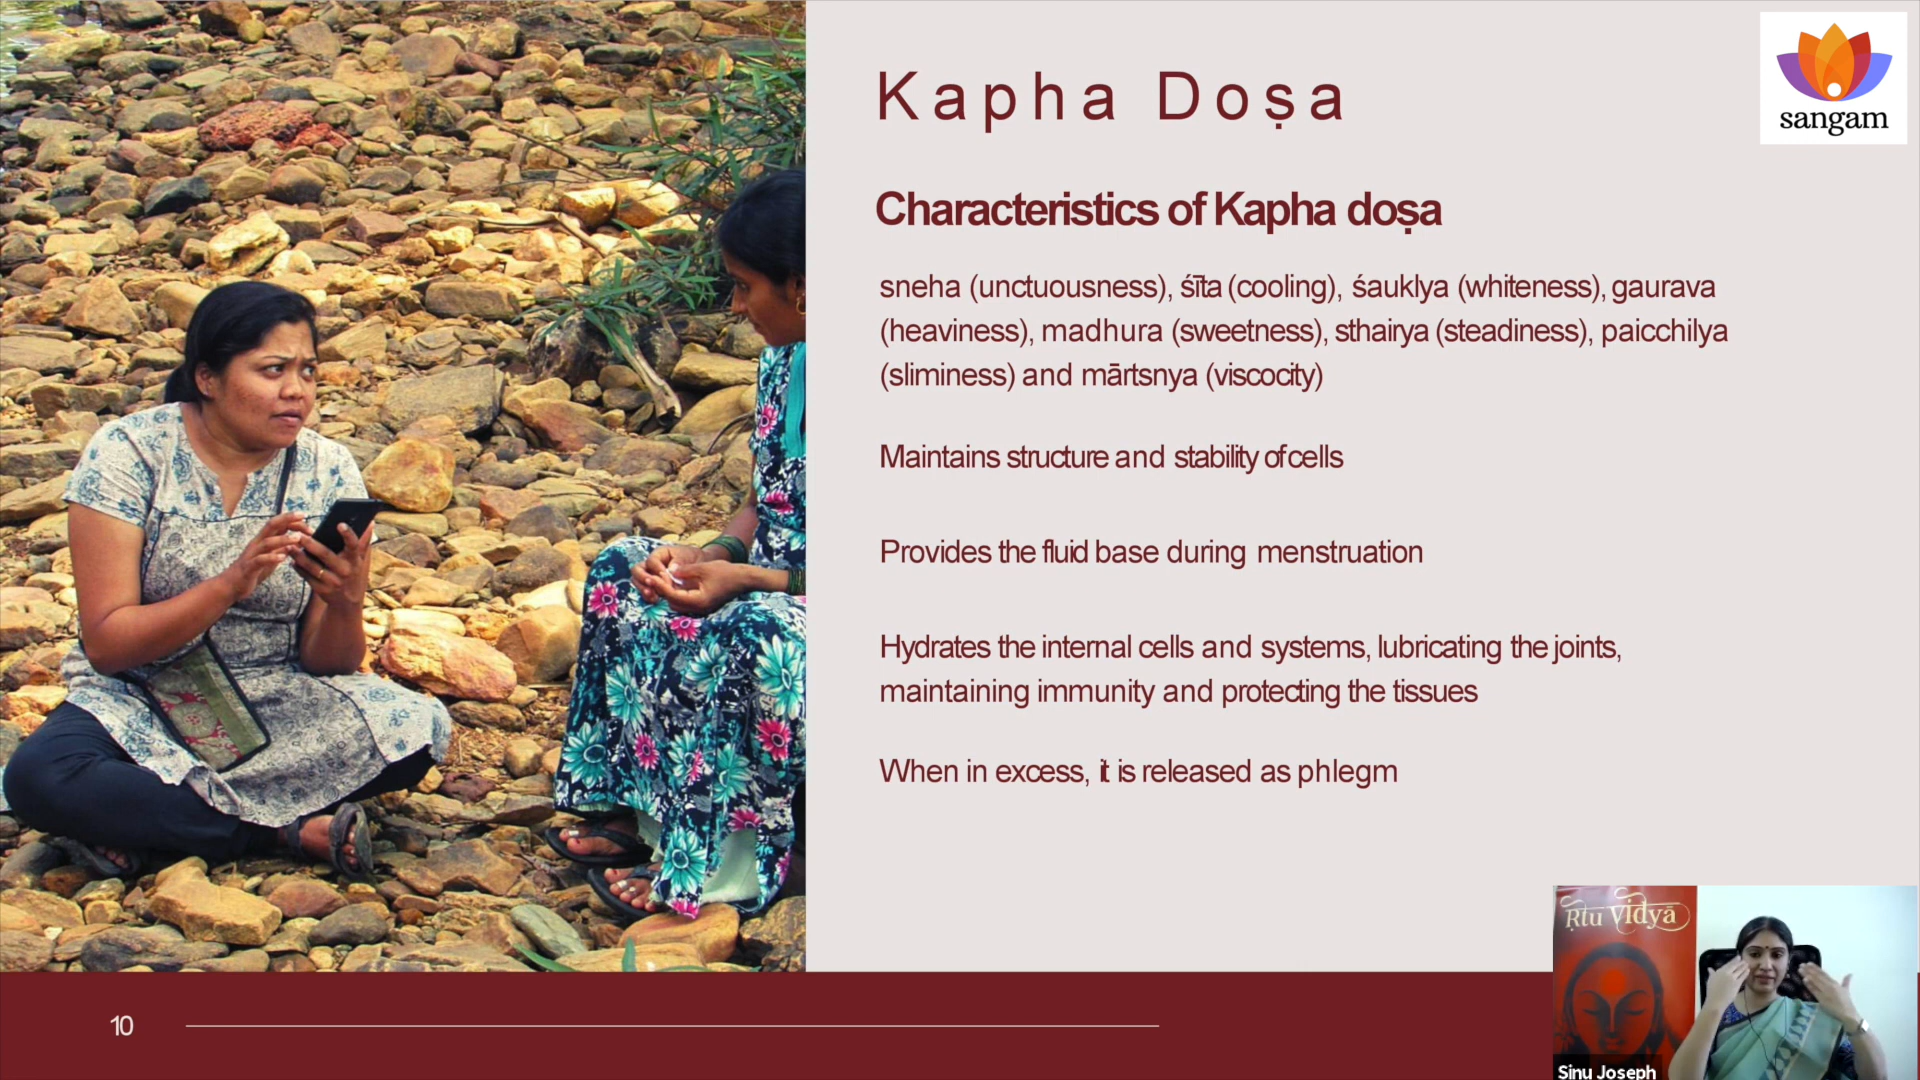 Kapha Doṣa
sangam
Characteristics of Kapha doṣa
sneha (unctuousness), śīta (cooling), śauklya (whiteness), gaurava
(heaviness), madhura (sweetness), sthairya (steadiness), paicchilya
(sliminess) and mārtsnya (viscocity)
Maintains structure and stability of cells
Provides the fluid base during menstruation
Hydrates the internal cells and systems, lubricating the joints,
maintaining immunity and protecting the tissues
When in excess, it is released as phlegm
Ṛtu Vidyā
10
Sinu Joseph